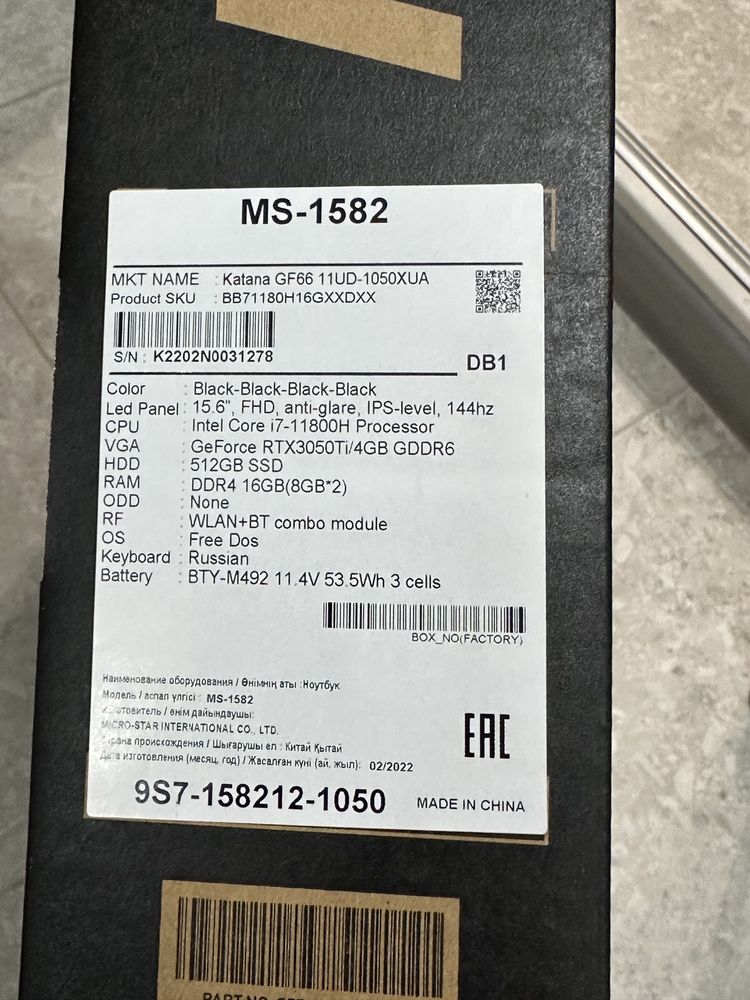 MS-1582
MKT NAME : Katana GF66 11UD-1050XUA
Product SKU : BB71180H16GXXDXX
S/N : K2202N0031278
DB1
Color : Black-Black-Black-Black
Led Panel : 15.6”, FHD, anti-glare, IPS-level, 144hz
CPU : Intel Core i7-11800H Processor
VGA : GeForce RTX3050Ti/4GB GDDR6
HDD : 512GB SSD
RAM : DDR4 16GB(8GB*2)
ODD : None
RF : WLAN+BT combo module
OS : Free Dos
Keyboard : Russian
Battery : BTY-M492 11.4V 53.5Wh 3 cells
BOX_NO(FACTORY)
Наименование оборудования / Өнімнің аты : Ноутбук
Модель / аспап үлгісі : MS-1582
/ өнім дайындаушы:
MICRO-STAR INTERNATIONAL CO., LTD.
Страна происхождения / Шығарушы ел : Китай Қытай
Дата изготовления (месяц, год) / Жасалған күні (ай, жыл): 02/2022
EAC
9S7-158212-1050 MADE IN CHINA
PART NO